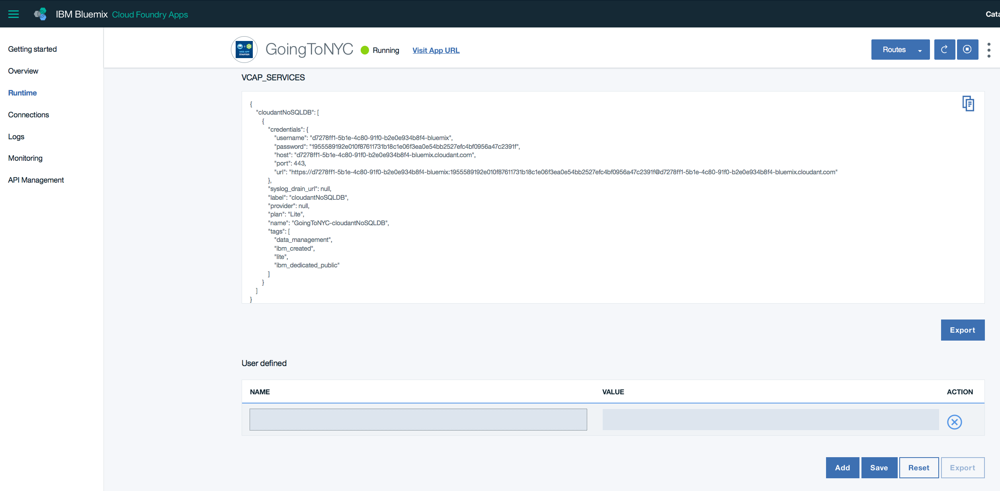 IBM Bluemix Cloud Foundry Apps
Cata
Getting started
Overview
Runtime
Connections
Logs
Monitoring
API Management
WEB APP
STARTER
GoingToNYC
Running
Visit App URL
Routes
VCAP_SERVICES
{
"cloudantNoSQLDB": [
{
"credentials": {
"username": "d7278ff1-5b1e-4c80-91f0-b2e0e934b8f4-bluemix",
"password": "1955589192e010f87611731b18c1e06f3ea0e54bb2527efc4bf0956a47c2391f",
"host": "d7278ff1-5b1e-4c80-91f0-b2e0e934b8f4-bluemix.cloudant.com",
"port": 443,
"url": "https://d7278ff1-5b1e-4c80-91f0-b2e0e934b8f4-bluemix:1955589192e010f87611731b18c1e06f3ea0e54bb2527efc4bf0956a47c2391f@d7278ff1-5b1e-4c80-91f0-b2e0e934b8f4-bluemix.cloudant.com"
},
"syslog_drain_url": null,
"label": "cloudantNoSQLDB",
"provider": null,
"plan": "Lite",
"name": "GoingToNYC-cloudantNoSQLDB",
"tags": [
"data_management",
"ibm_created",
"lite",
"ibm_dedicated_public"
]
}
]
}
Export
User defined
NAME VALUE ACTION
Add Save Reset Export